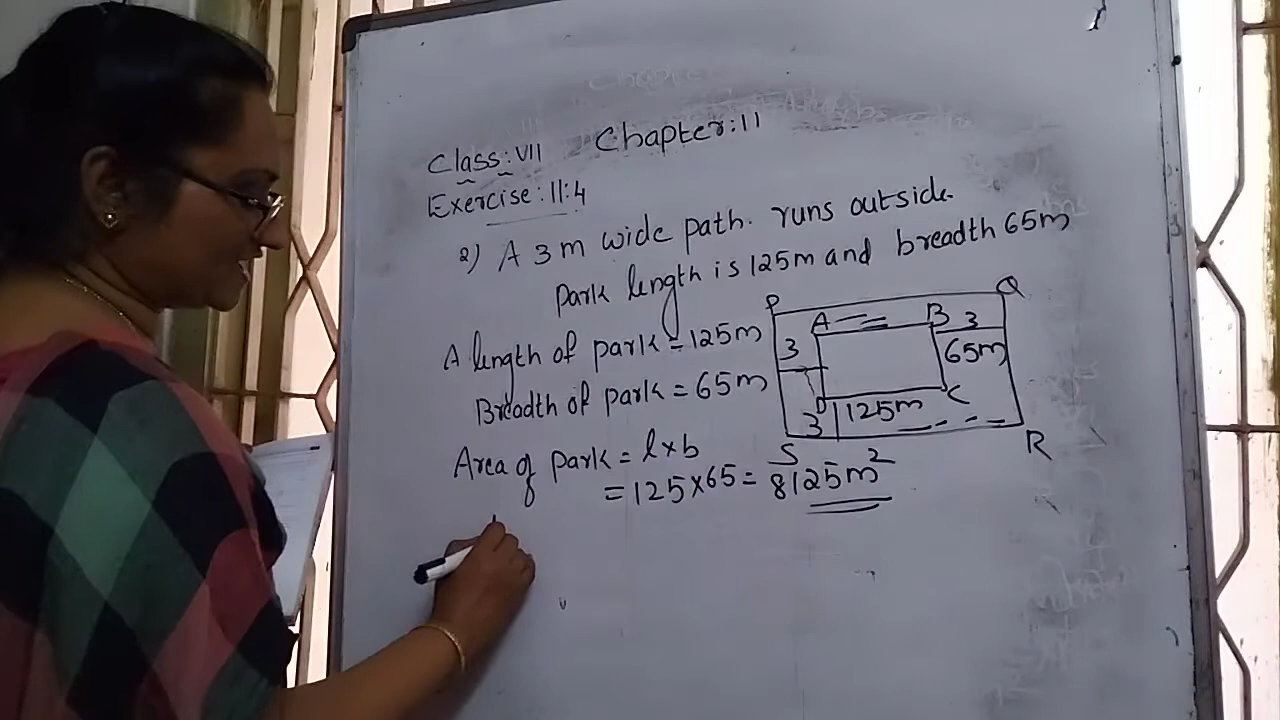 Class: VII Chapter: 11
Exercise: 11:4
2) A 3 m wide path. runs outside.
Park length is 125m and breadth 65m
P Q
A B 3
3 65m
D 125m C
3
S R
A length of park = 125m
Breadth of park = 65m
Area of park = l x b
= 125 x 65 = 8125m²